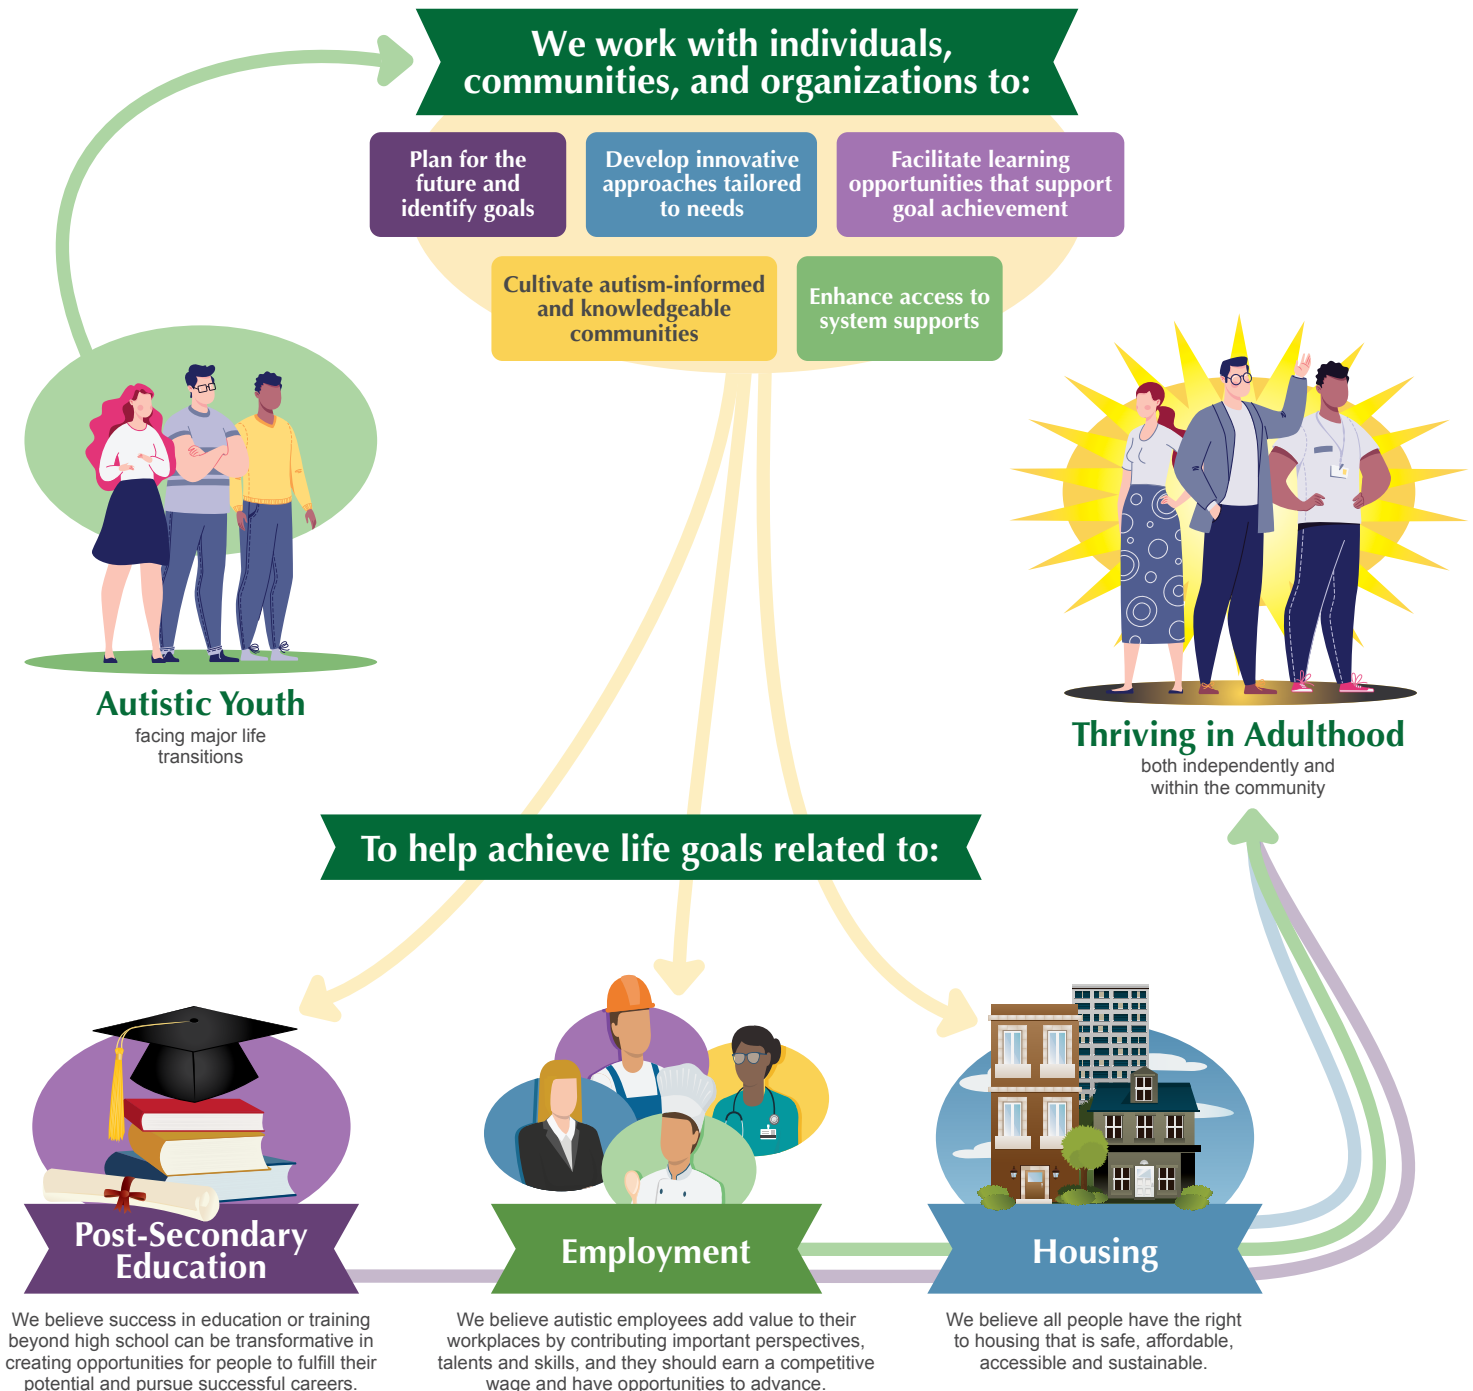 We work with individuals,
communities, and organizations to:
Plan for the
future and
identify goals
Develop innovative
approaches tailored
to needs
Facilitate learning
opportunities that support
goal achievement
Cultivate autism-informed
and knowledgeable
communities
Enhance access to
system supports
Autistic Youth
facing major life
transitions
Thriving in Adulthood
both independently and
within the community
To help achieve life goals related to:
Post-Secondary
Education
We believe success in education or training
beyond high school can be transformative in
creating opportunities for people to fulfill their
potential and pursue successful careers.
Employment
We believe autistic employees add value to their
workplaces by contributing important perspectives,
talents and skills, and they should earn a competitive
wage and have opportunities to advance.
Housing
We believe all people have the right
to housing that is safe, affordable,
accessible and sustainable.